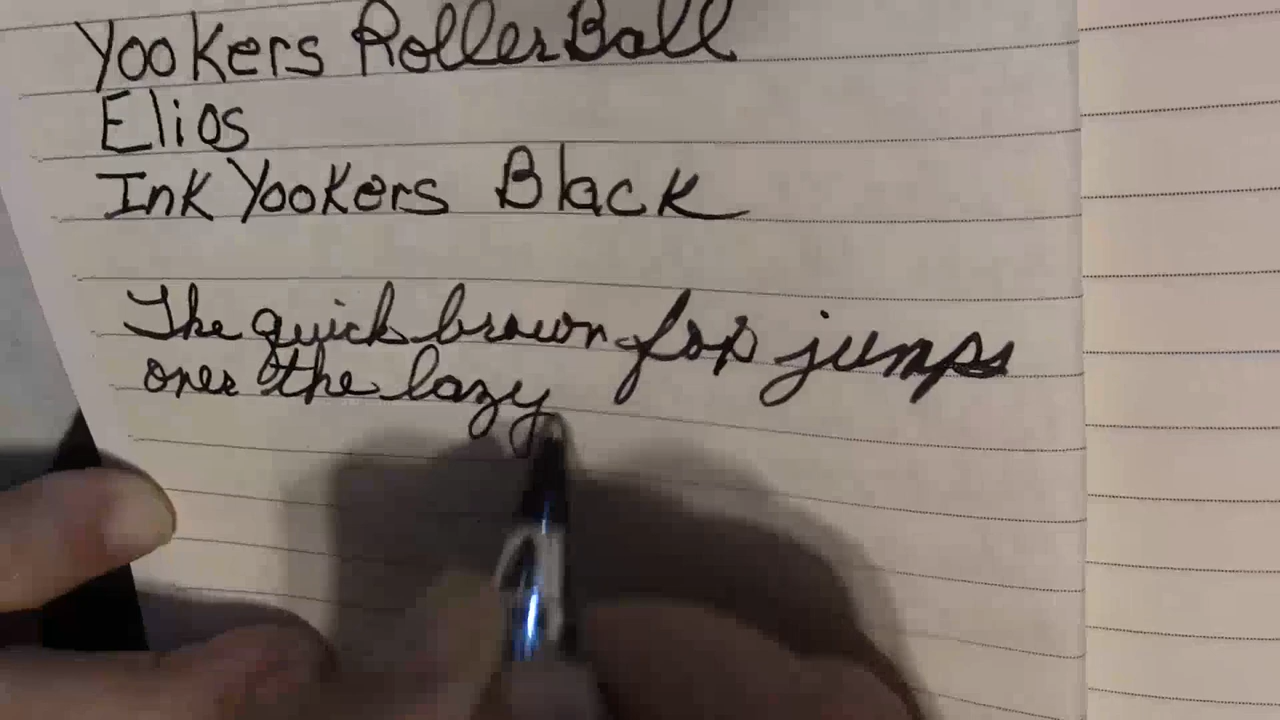 Yookers RollerBall
Elios
Ink Yookers Black
The quick brown fox jumps
over the lazy